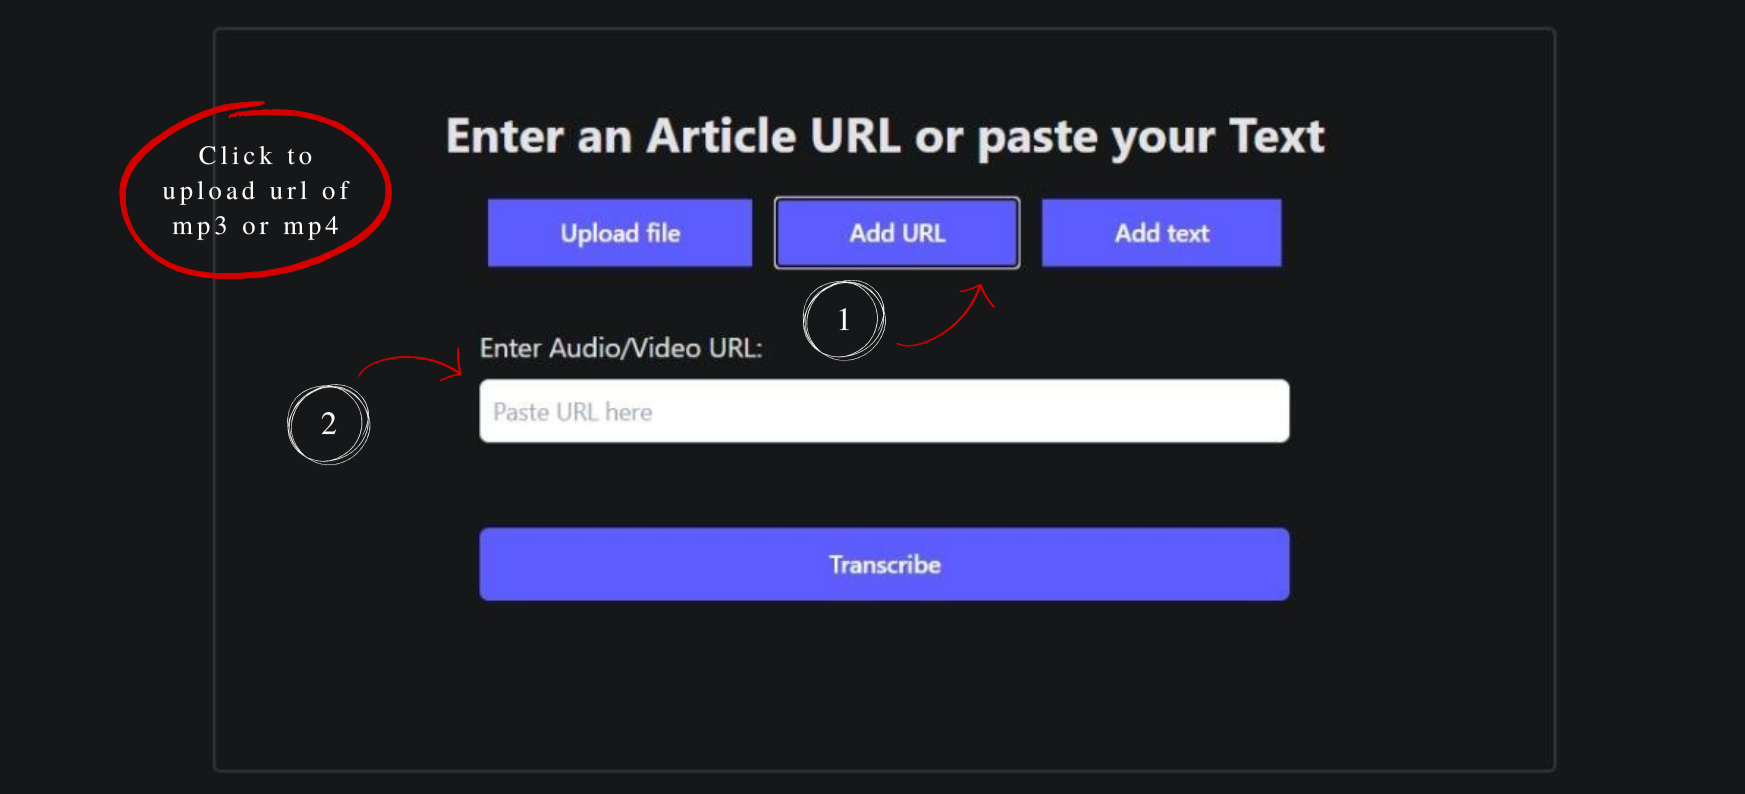 Enter an Article URL or paste your Text
Click to
upload url of
mp3 or mp4
Upload file
Add URL
Add text
1
Enter Audio/Video URL:
2
Paste URL here
Transcribe